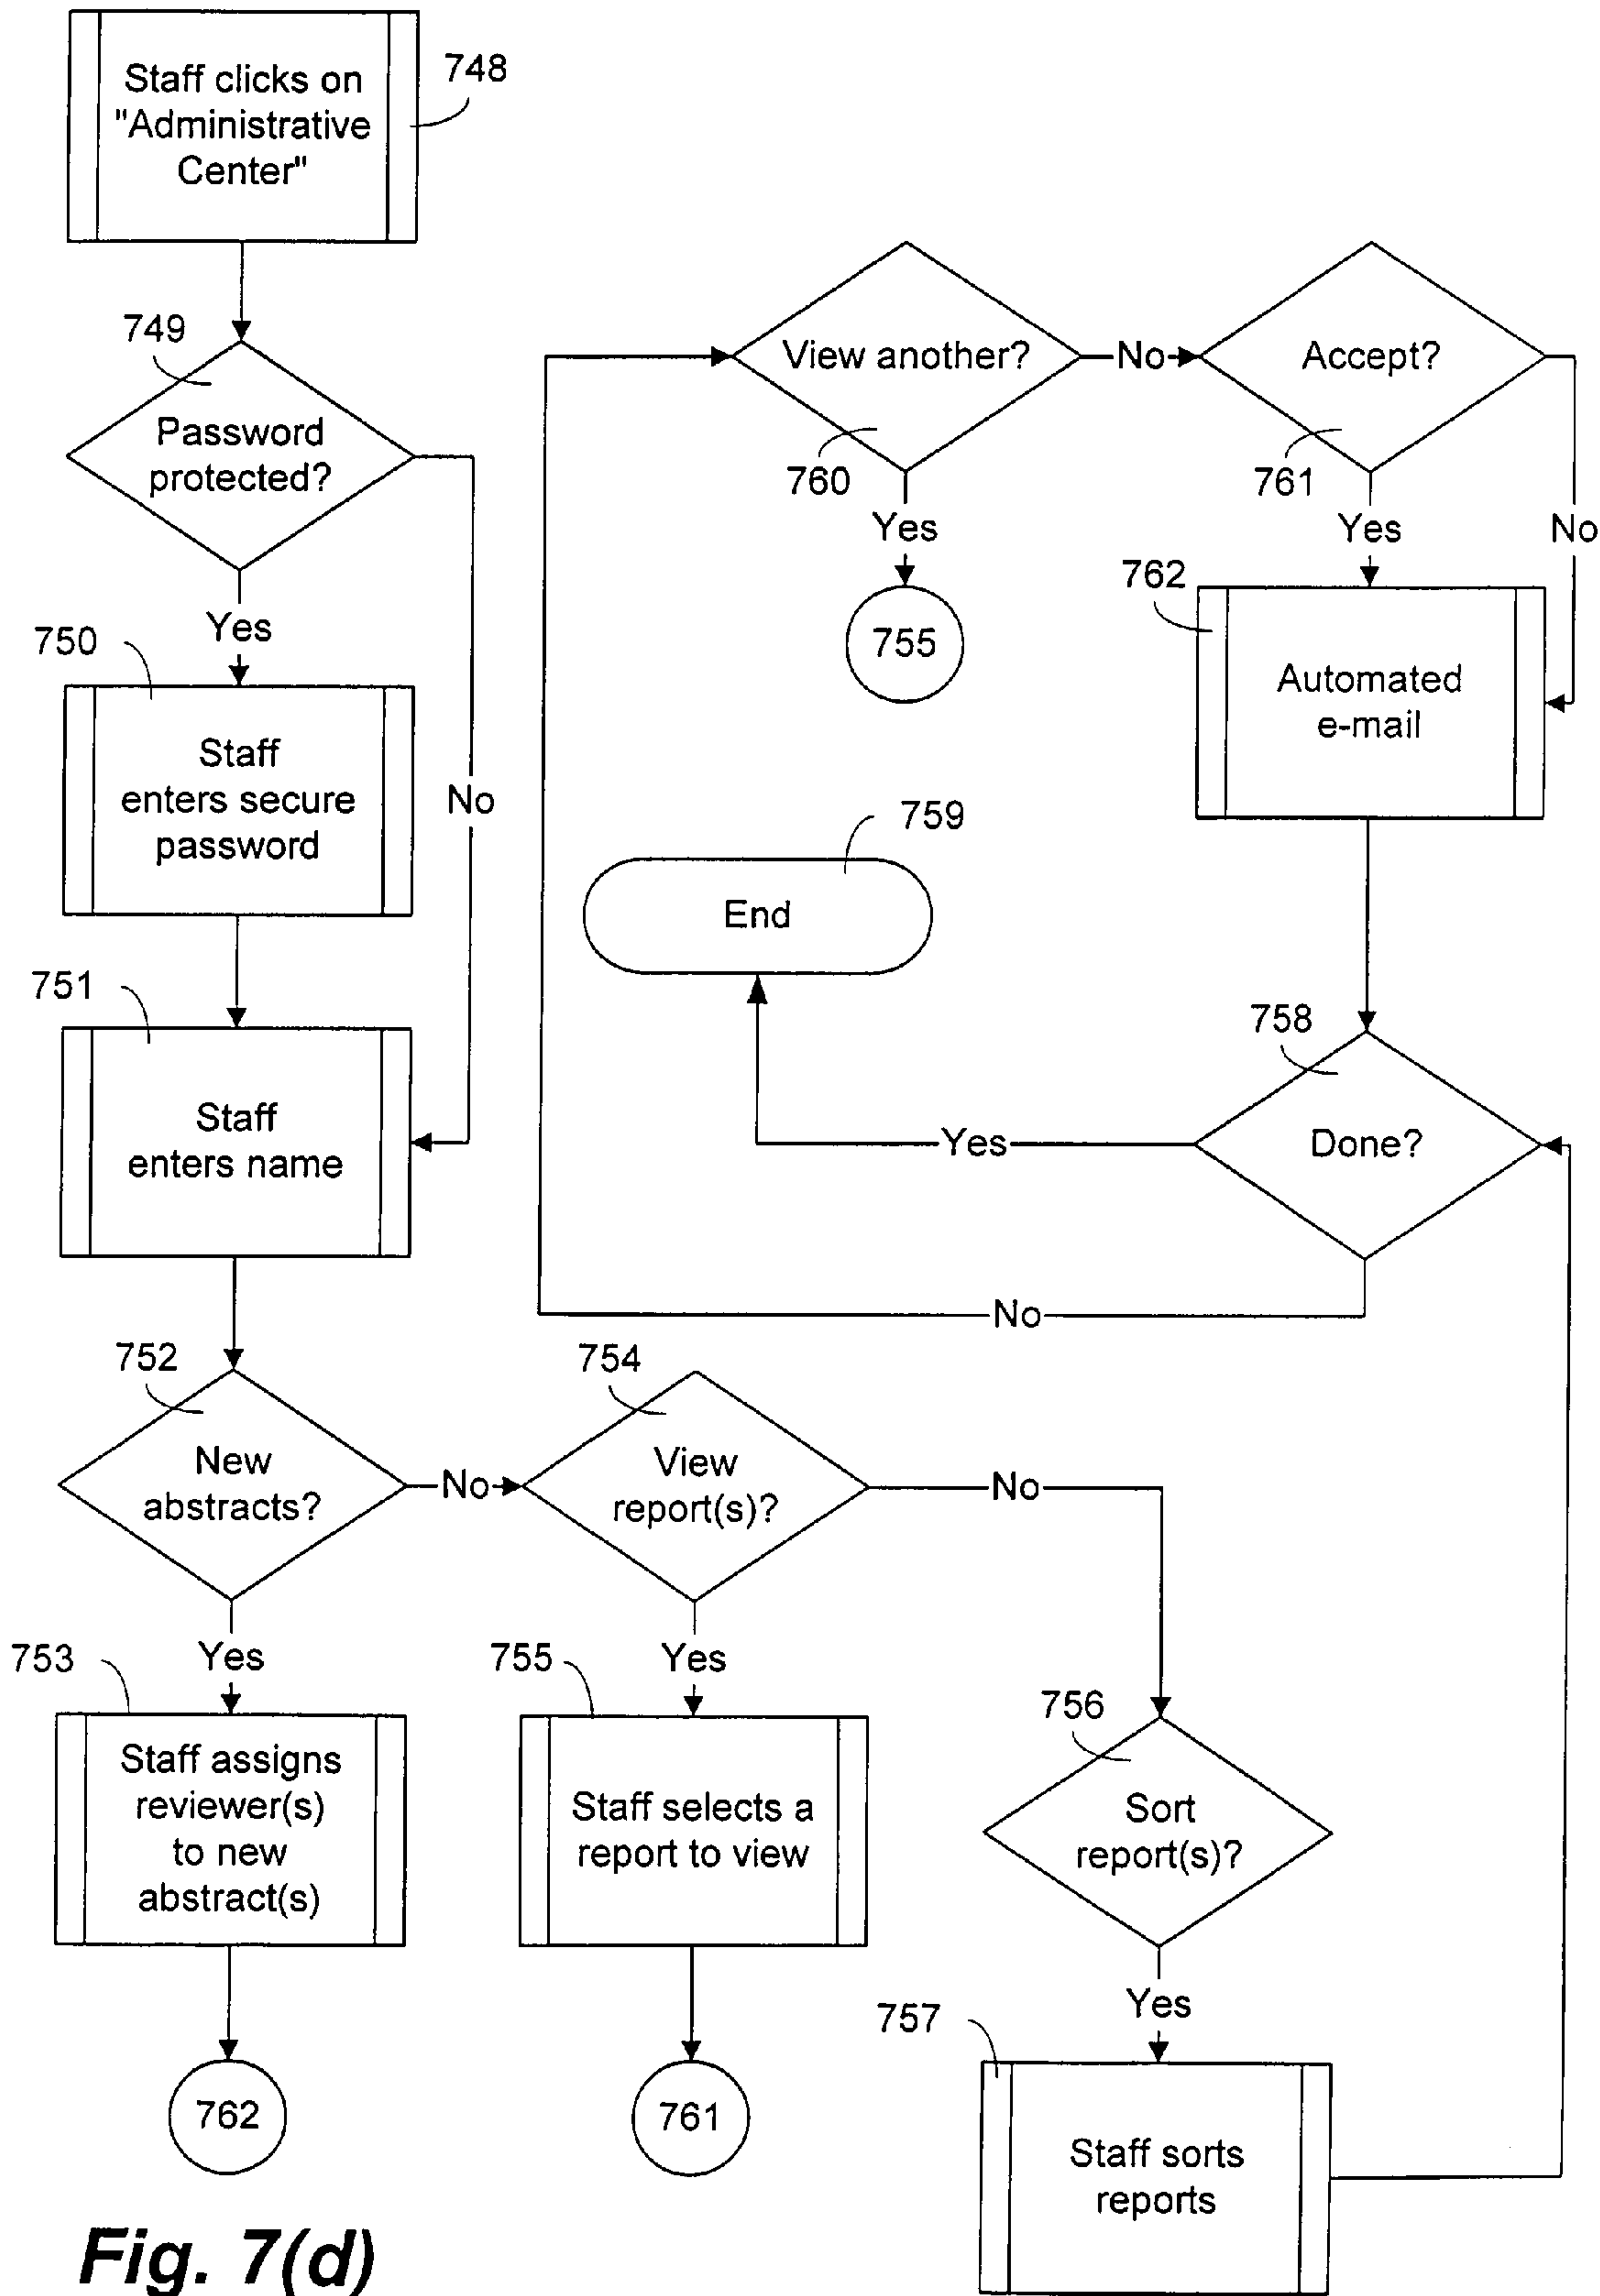 Staff clicks on
"Administrative
Center"
748
749
Password
protected?
Yes
No
750
Staff
enters secure
password
751
Staff
enters name
752
New
abstracts?
No
Yes
753
Staff assigns
reviewer(s)
to new
abstract(s)
762
754
View
report(s)?
No
Yes
755
Staff selects a
report to view
761
756
Sort
report(s)?
Yes
757
Staff sorts
reports
View another?
760
No
Yes
755
Accept?
761
Yes
No
762
Automated
e-mail
758
Done?
Yes
No
759
End
Fig. 7(d)